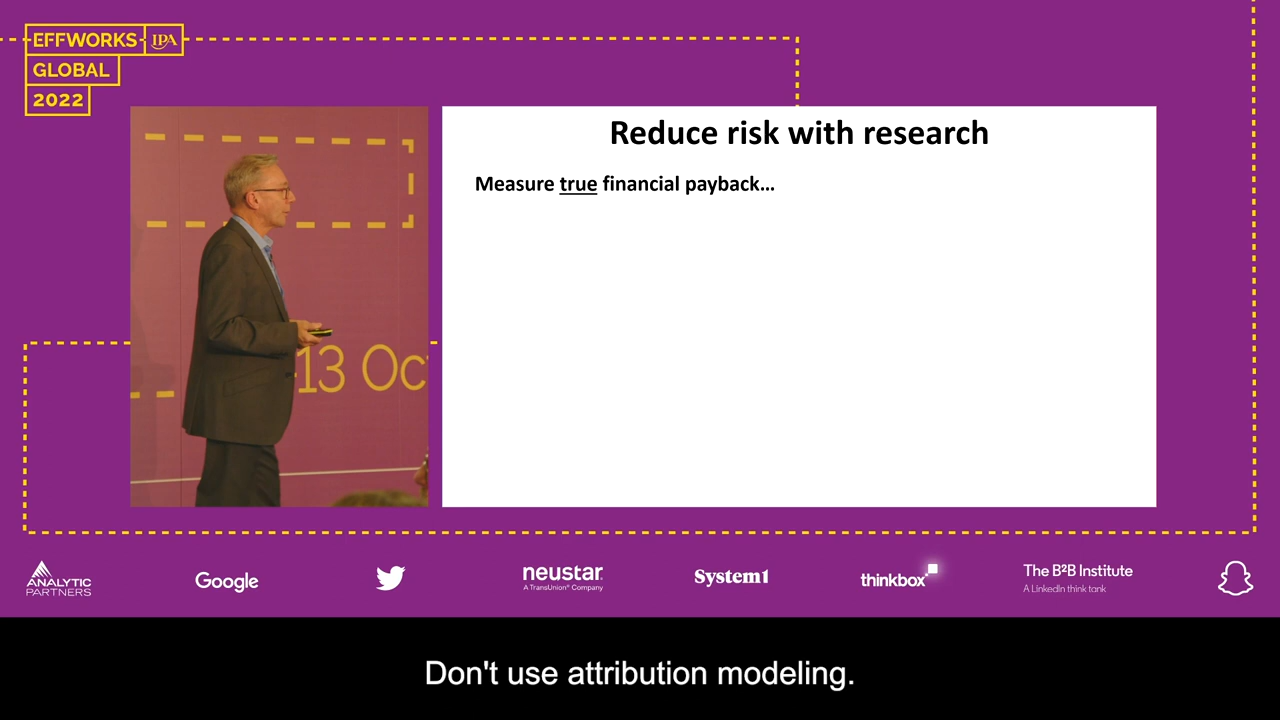 EFFWORKS IPA
GLOBAL
2022
Reduce risk with research
Measure true financial payback...
13 Oc
ANALYTIC
PARTNERS
Google
neustar
A TransUnion® Company
System1
thinkbox
The B²B Institute
A LinkedIn think tank
Don't use attribution modeling.